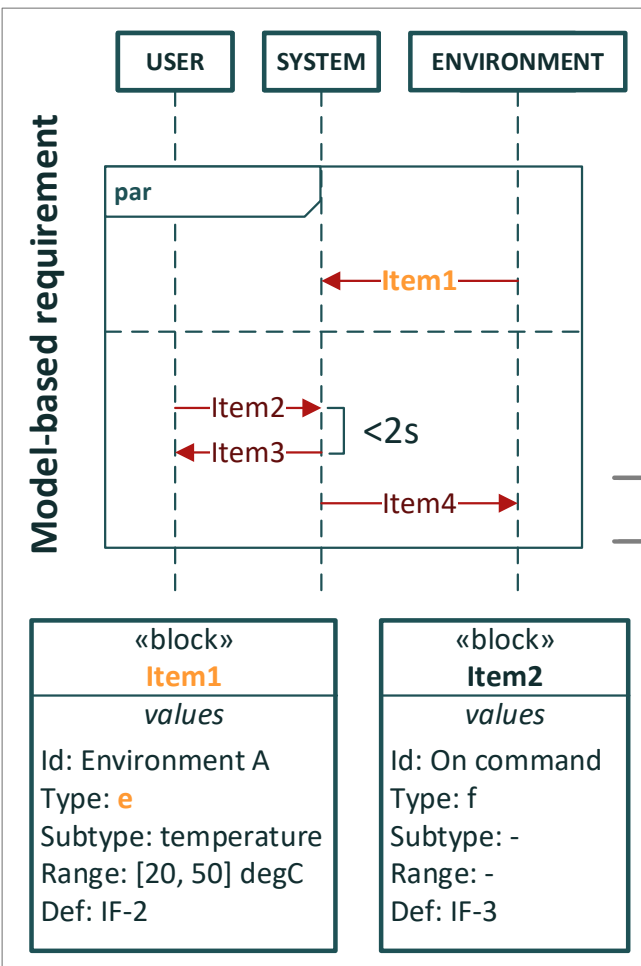 USER
SYSTEM
ENVIRONMENT
Model-based requirement
par
Item1
Item2
<2s
Item3
Item4
«block»
Item1
values
Id: Environment A
Type: e
Subtype: temperature
Range: [20, 50] degC
Def: IF-2
«block»
Item2
values
Id: On command
Type: f
Subtype: -
Range: -
Def: IF-3